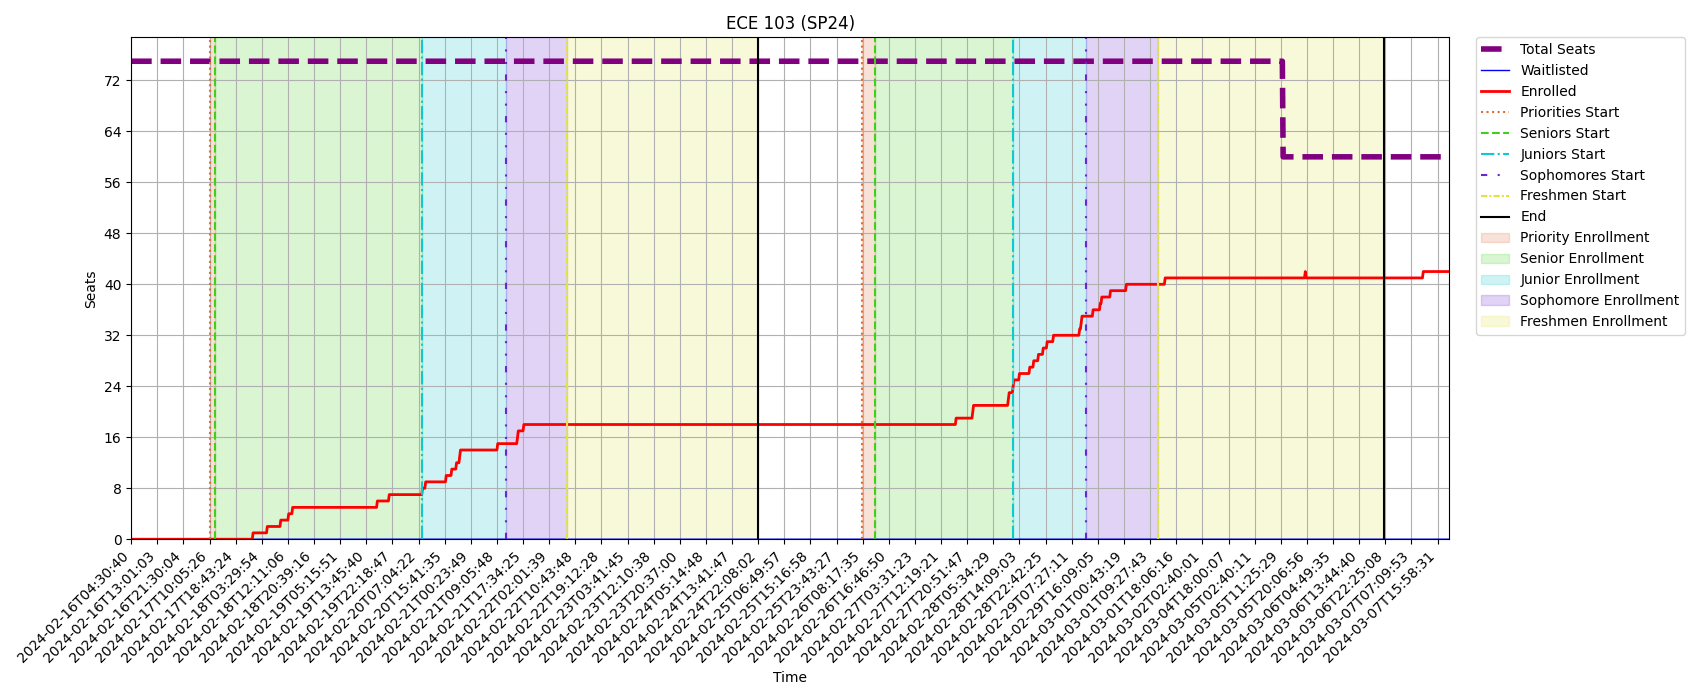 ECE 103 (SP24)
Seats
72
64
56
48
40
32
24
16
8
0
2024-02-16T04:30:40
2024-02-16T13:01:03
2024-02-16T21:30:04
2024-02-17T10:05:26
2024-02-17T18:43:24
2024-02-18T03:29:54
2024-02-18T12:11:06
2024-02-18T20:39:16
2024-02-19T05:15:51
2024-02-19T13:45:40
2024-02-19T22:18:47
2024-02-20T07:04:22
2024-02-20T15:41:35
2024-02-21T00:23:49
2024-02-21T09:05:48
2024-02-21T17:34:25
2024-02-22T02:01:39
2024-02-22T10:43:48
2024-02-22T19:12:28
2024-02-23T03:41:45
2024-02-23T12:10:38
2024-02-23T20:37:00
2024-02-24T05:14:48
2024-02-24T13:41:47
2024-02-24T22:08:02
2024-02-25T06:49:57
2024-02-25T15:16:58
2024-02-25T23:43:27
2024-02-26T08:17:35
2024-02-26T16:46:50
2024-02-27T03:31:23
2024-02-27T12:19:21
2024-02-27T20:51:47
2024-02-28T05:34:29
2024-02-28T14:09:03
2024-02-28T22:42:25
2024-02-29T07:27:11
2024-02-29T16:09:05
2024-03-01T00:43:19
2024-03-01T09:27:43
2024-03-01T18:06:16
2024-03-02T02:40:01
2024-03-04T18:00:07
2024-03-05T02:40:11
2024-03-05T11:25:29
2024-03-05T20:06:56
2024-03-06T04:49:35
2024-03-06T13:44:40
2024-03-06T22:25:08
2024-03-07T07:09:53
2024-03-07T15:58:31
Time
Total Seats
Waitlisted
Enrolled
Priorities Start
Seniors Start
Juniors Start
Sophomores Start
Freshmen Start
End
Priority Enrollment
Senior Enrollment
Junior Enrollment
Sophomore Enrollment
Freshmen Enrollment